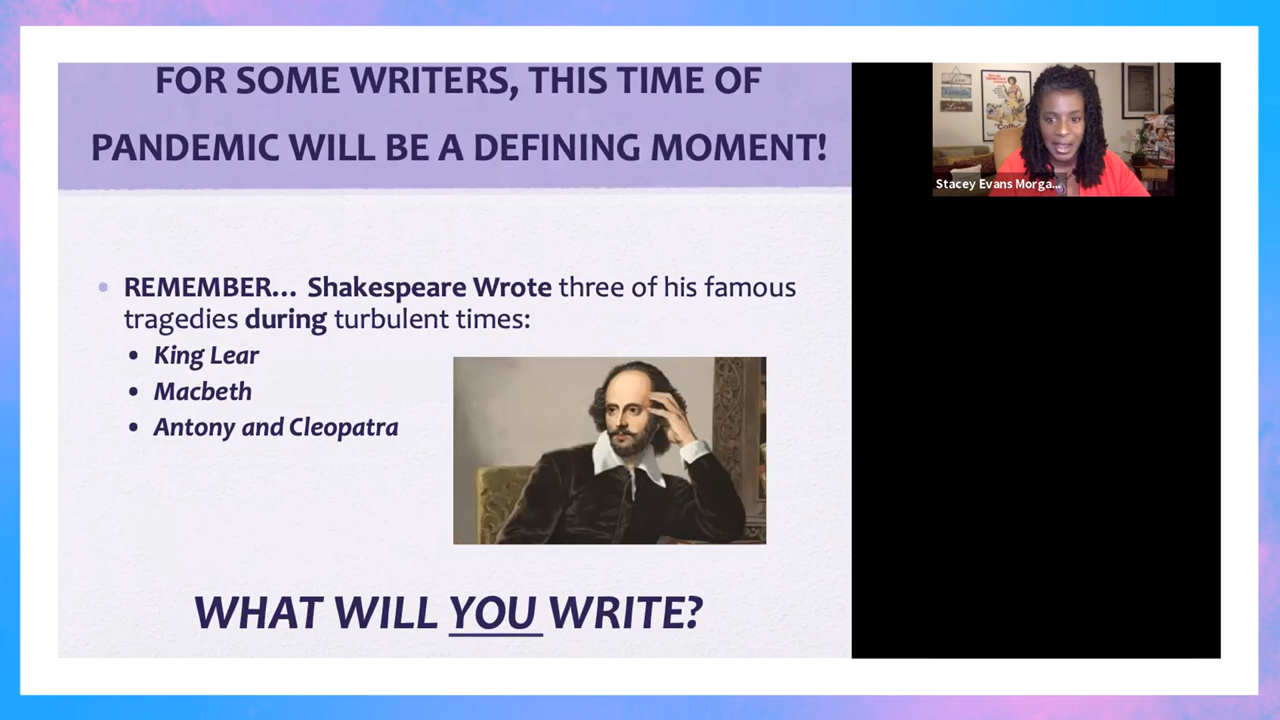 FOR SOME WRITERS, THIS TIME OF
PANDEMIC WILL BE A DEFINING MOMENT!
REMEMBER… Shakespeare Wrote three of his famous
tragedies during turbulent times:
King Lear
Macbeth
Antony and Cleopatra
WHAT WILL YOU WRITE?
Stacey Evans Morga...